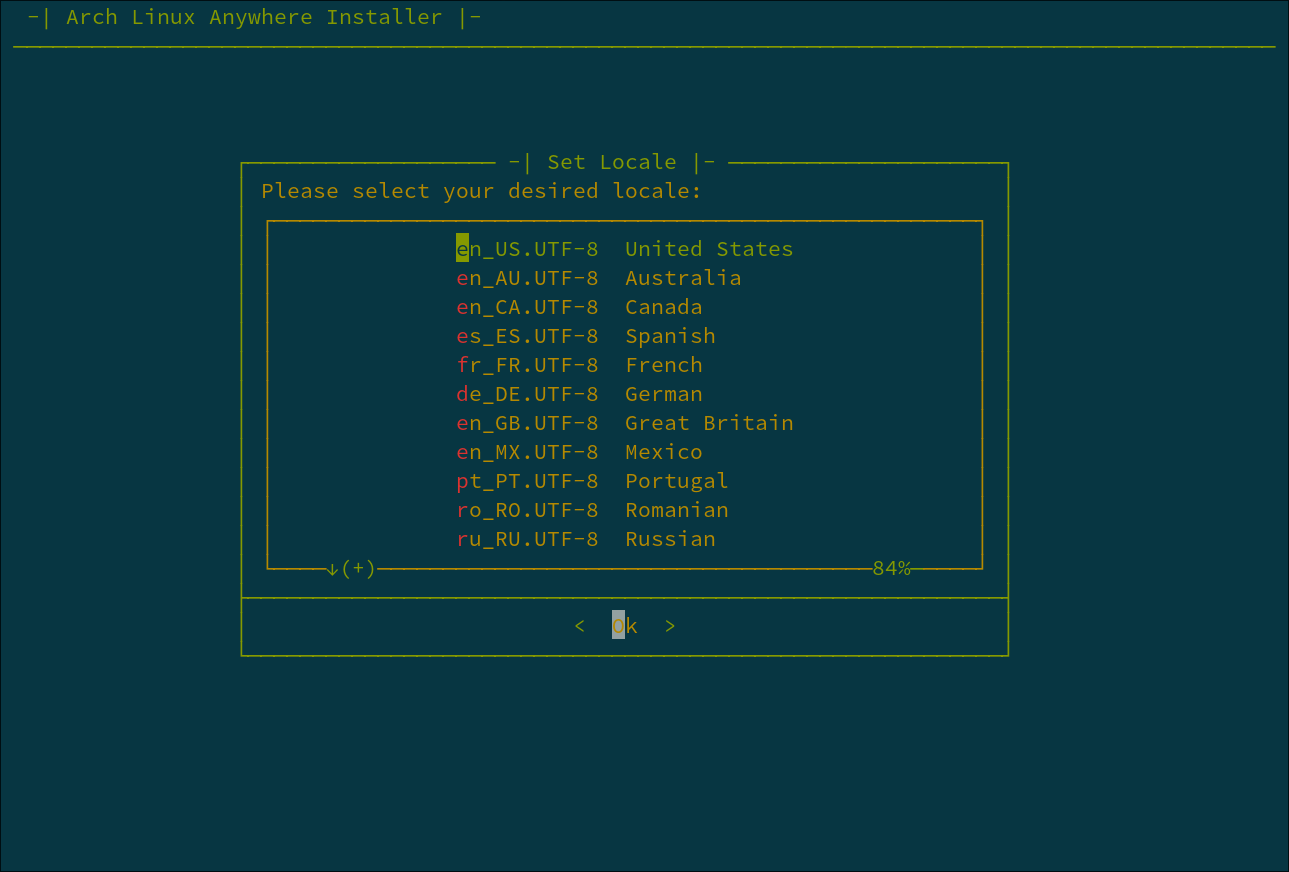 -| Arch Linux Anywhere Installer |-
-| Set Locale |-
Please select your desired locale:
en_US.UTF-8  United States
en_AU.UTF-8  Australia
en_CA.UTF-8  Canada
es_ES.UTF-8  Spanish
fr_FR.UTF-8  French
de_DE.UTF-8  German
en_GB.UTF-8  Great Britain
en_MX.UTF-8  Mexico
pt_PT.UTF-8  Portugal
ro_RO.UTF-8  Romanian
ru_RU.UTF-8  Russian
↓(+) 84%
<  Ok  >